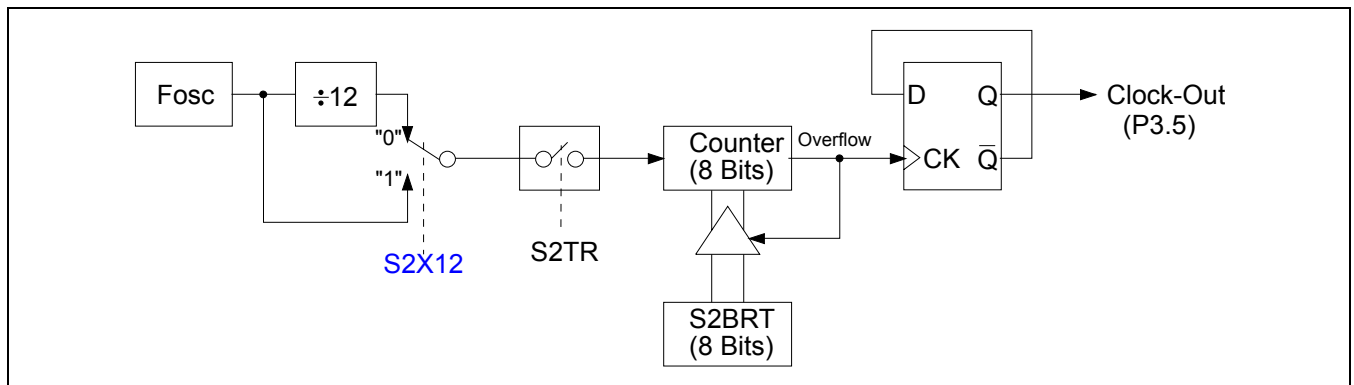 Fosc
÷12
"0"
"1"
S2X12
S2TR
Counter
(8 Bits)
Overflow
S2BRT
(8 Bits)
D
Q
CK
Q̅
Clock-Out
(P3.5)